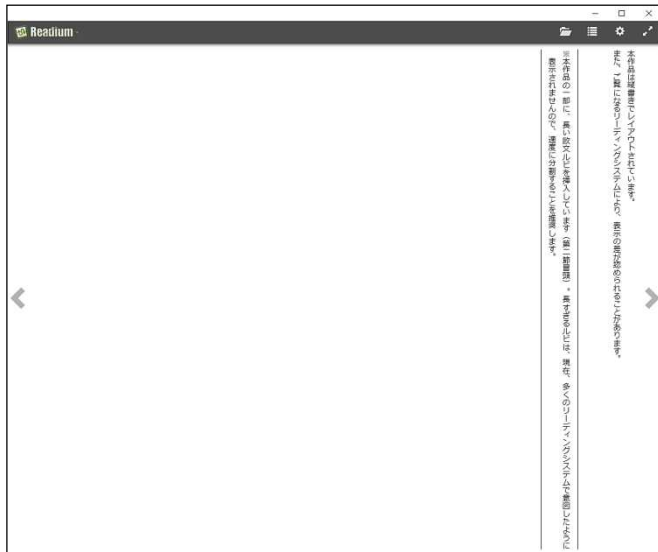 Readium
本作品は縦書きでレイアウトされています。
また、ご覧になるリーディングシステムにより、表示の差が認められることがあります。
※本作品の一部に、長い欧文ルビを挿入しています（第二節冒頭）。長すぎるルビは、現在、多くのリーディングシステムで意図したように
表示されませんので、適度に分割することを推奨します。